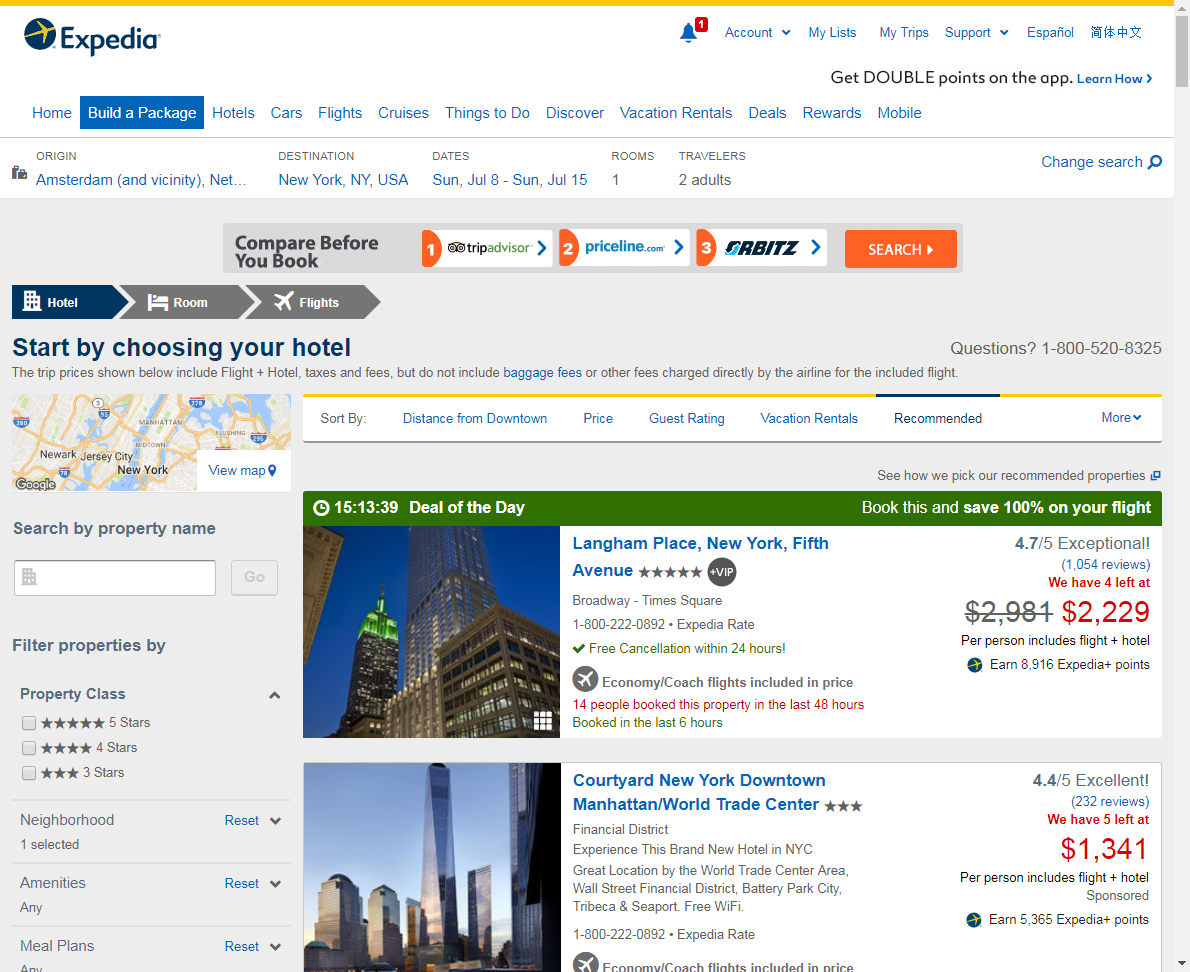 Expedia
1
Account
My Lists
My Trips
Support
Español
简体中文
Get DOUBLE points on the app. Learn How
Home
Build a Package
Hotels
Cars
Flights
Cruises
Things to Do
Discover
Vacation Rentals
Deals
Rewards
Mobile
ORIGIN
Amsterdam (and vicinity), Net...
DESTINATION
New York, NY, USA
DATES
Sun, Jul 8 - Sun, Jul 15
ROOMS
1
TRAVELERS
2 adults
Change search
Compare Before
You Book
1 tripadvisor
2 priceline.com
3 ORBITZ
SEARCH
Hotel
Room
Flights
Start by choosing your hotel
Questions? 1-800-520-8325
The trip prices shown below include Flight + Hotel, taxes and fees, but do not include baggage fees or other fees charged directly by the airline for the included flight.
3
278
95
280
MANHATTAN
FLUSHING
295
MIDTOWN
Newark
Jersey City
78
New York
Google
View map
Sort By:
Distance from Downtown
Price
Guest Rating
Vacation Rentals
Recommended
More
See how we pick our recommended properties
Search by property name
Go
Filter properties by
Property Class
5 Stars
4 Stars
3 Stars
Neighborhood
Reset
1 selected
Amenities
Reset
Any
Meal Plans
Reset
Any
15:13:39 Deal of the Day
Book this and save 100% on your flight
Langham Place, New York, Fifth
Avenue +VIP
Broadway - Times Square
1-800-222-0892 • Expedia Rate
Free Cancellation within 24 hours!
Economy/Coach flights included in price
14 people booked this property in the last 48 hours
Booked in the last 6 hours
4.7/5 Exceptional!
(1,054 reviews)
We have 4 left at
$2,981 $2,229
Per person includes flight + hotel
Earn 8,916 Expedia+ points
Courtyard New York Downtown
Manhattan/World Trade Center
Financial District
Experience This Brand New Hotel in NYC
Great Location by the World Trade Center Area,
Wall Street Financial District, Battery Park City,
Tribeca & Seaport. Free WiFi.
1-800-222-0892 • Expedia Rate
Economy/Coach flights included in price
4.4/5 Excellent!
(232 reviews)
We have 5 left at
$1,341
Per person includes flight + hotel
Sponsored
Earn 5,365 Expedia+ points